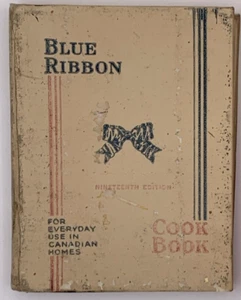 BLUE
RIBBON
NINETEENTH EDITION
FOR
EVERYDAY
USE IN
CANADIAN
HOMES
COOK
BOOK